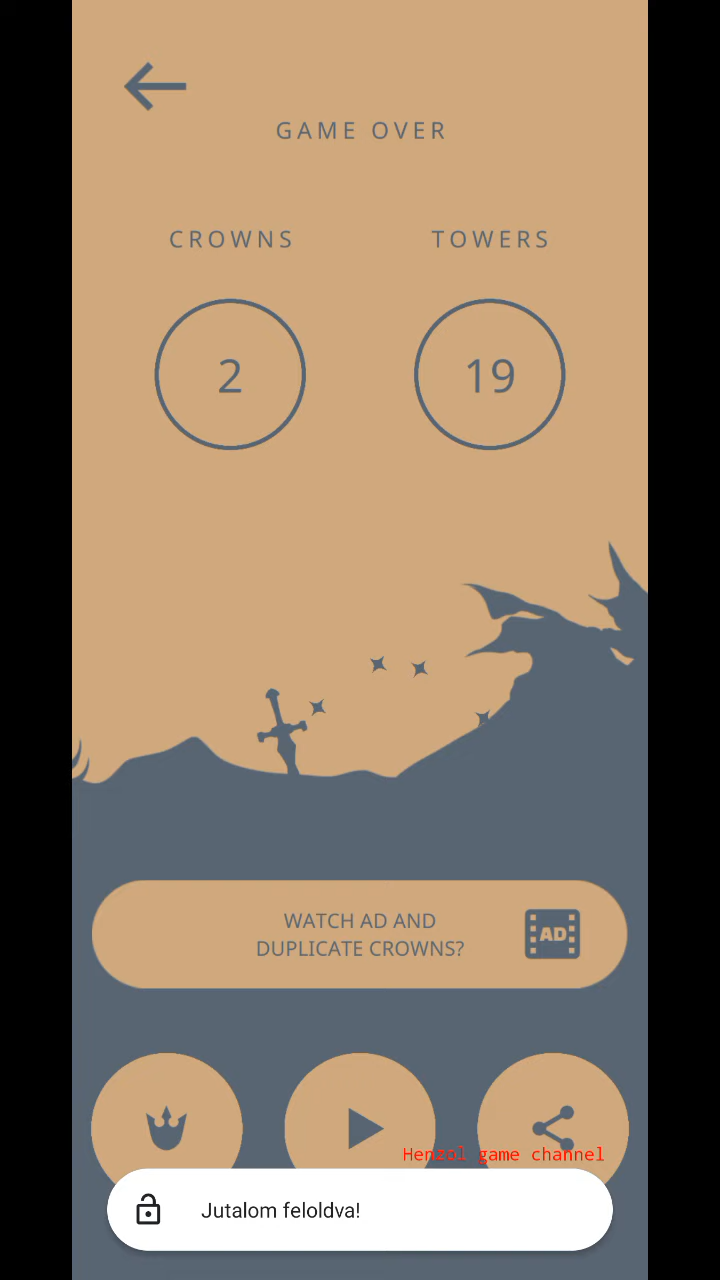 GAME OVER
CROWNS
TOWERS
2
19
WATCH AD AND
DUPLICATE CROWNS?
AD
Henzol game channel
Jutalom feloldva!